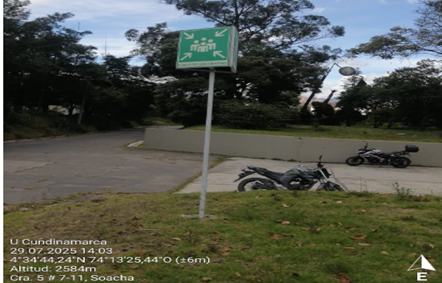 U Cundinamarca
29.07.2025 14:03
4°34'44,24"N 74°13'25,44"O (±6m)
Altitud: 2584m
Cra. 5 # 7-11, Soacha
E